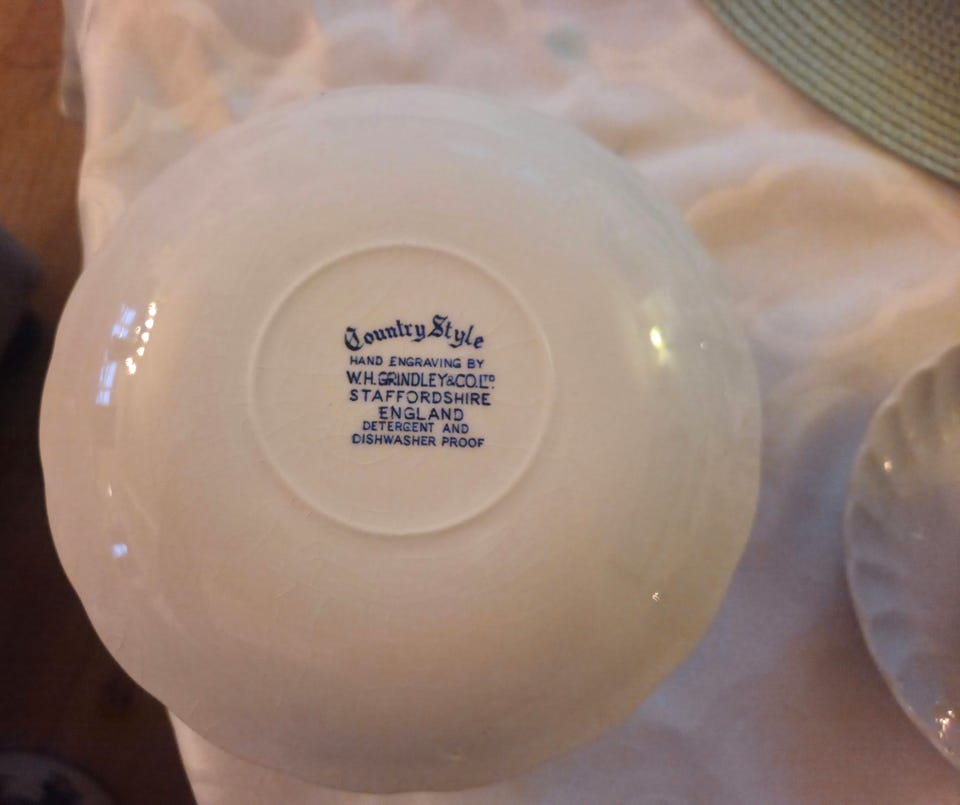 Country Style
HAND ENGRAVING BY
W.H.GRINDLEY&CO.LTD.
STAFFORDSHIRE
ENGLAND
DETERGENT AND
DISHWASHER PROOF